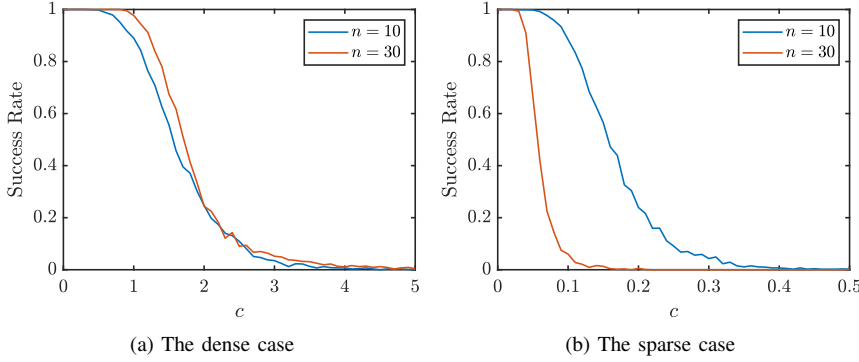 n = 10
n = 30
Success Rate
1
0.8
0.6
0.4
0.2
0
0 1 2 3 4 5
c
(a) The dense case
n = 10
n = 30
Success Rate
1
0.8
0.6
0.4
0.2
0
0 0.1 0.2 0.3 0.4 0.5
c
(b) The sparse case